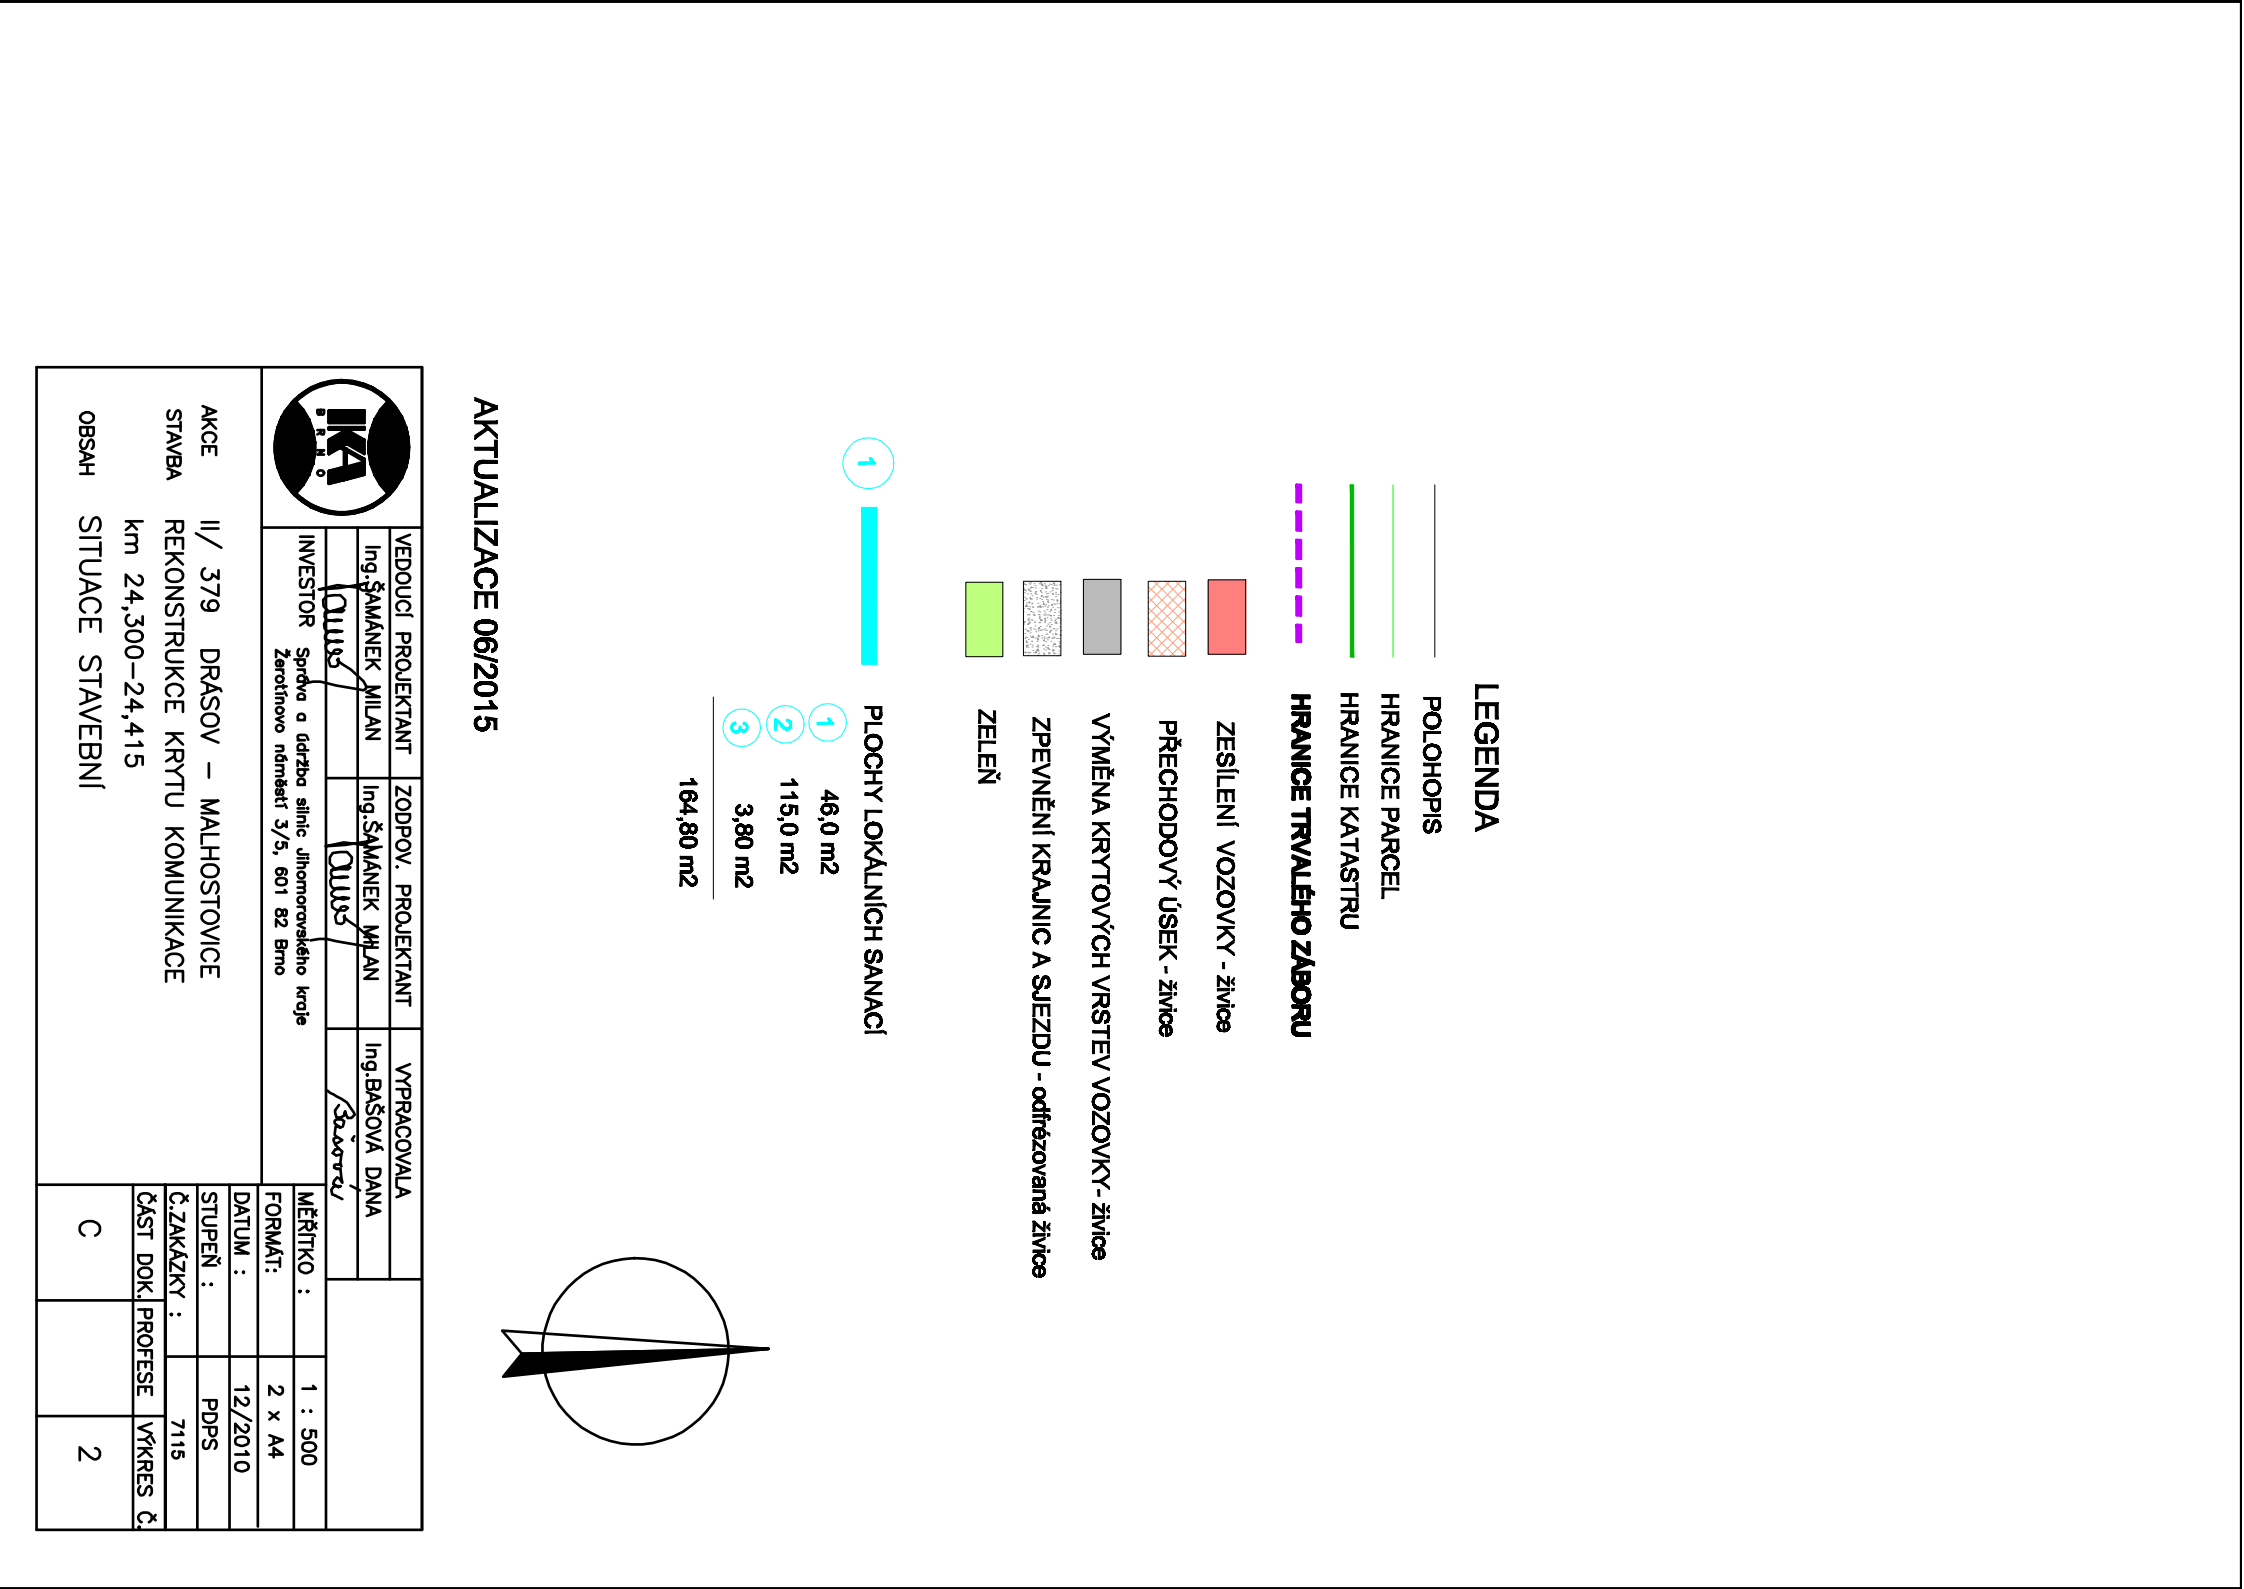 LEGENDA
POLOHOPIS
HRANICE PARCEL
HRANICE KATASTRU
HRANICE TRVALÉHO ZÁBORU
ZESÍLENÍ VOZOVKY - živice
PŘECHODOVÝ ÚSEK - živice
VÝMĚNA KRYTOVÝCH VRSTEV VOZOVKY- živice
ZPEVNĚNÍ KRAJNIC A SJEZDU - odfrézovaná živice
ZELEŇ
1 PLOCHY LOKÁLNÍCH SANACÍ
1 46,0 m2
2 115,0 m2
3 3,80 m2
164,80 m2
AKTUALIZACE 06/2015
IKA
BRNO
VEDOUCÍ PROJEKTANT ZODPOV. PROJEKTANT VYPRACOVALA
Ing.ŠAMÁNEK MILAN Ing.ŠAMÁNEK MILAN Ing.BAŠOVÁ DANA
Bašová
INVESTOR Správa a údržba silnic Jihomoravského kraje
Žerotínovo náměstí 3/5, 601 82 Brno
MĚŘÍTKO : 1 : 500
FORMÁT: 2 x A4
DATUM : 12/2010
STUPEŇ : PDPS
Č.ZAKÁZKY : 7115
AKCE II/ 379 DRÁSOV – MALHOSTOVICE
STAVBA REKONSTRUKCE KRYTU KOMUNIKACE
km 24,300-24,415
OBSAH SITUACE STAVEBNÍ
ČÁST DOK. PROFESE VÝKRES Č.
C 2